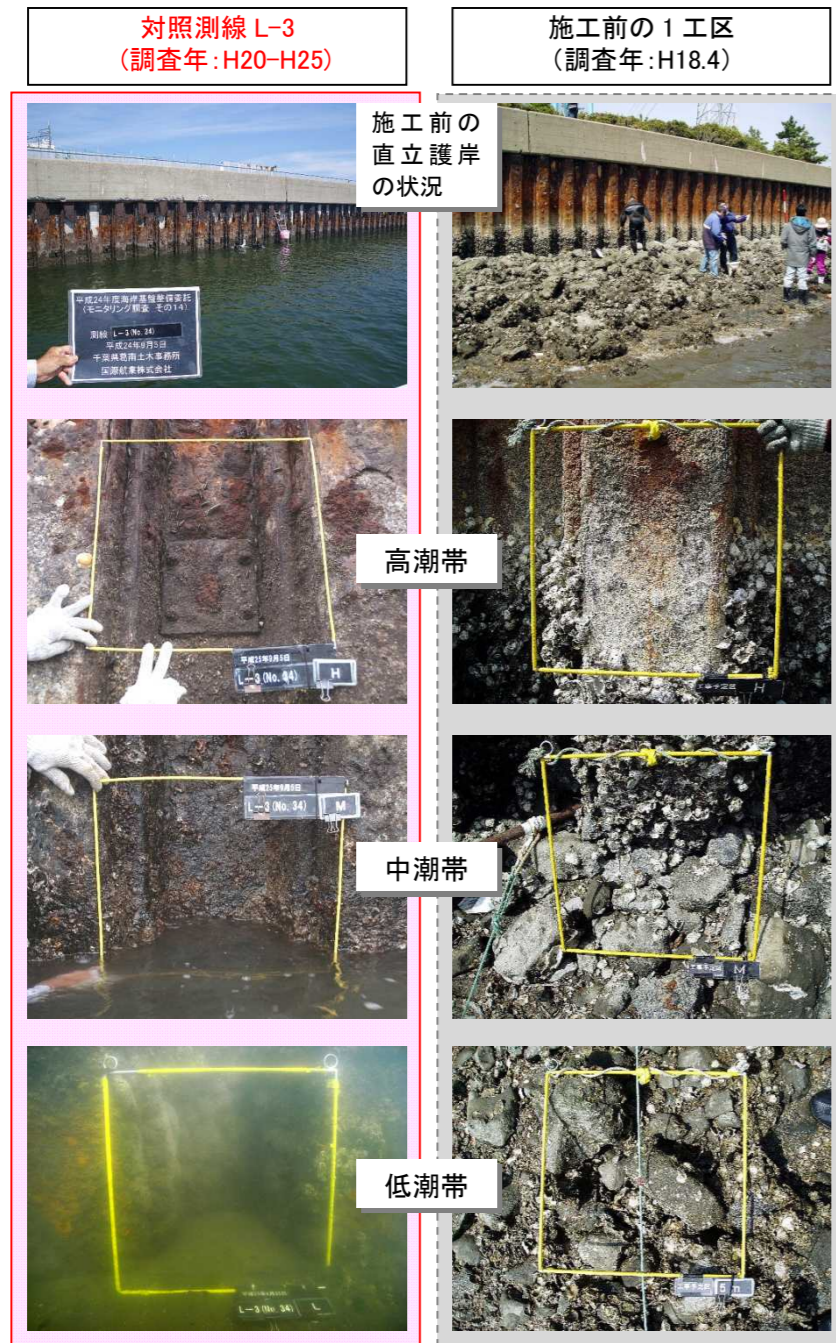 対照測線 L-3
（調査年：H20-H25）
施工前の 1 工区
（調査年：H18.4）
施工前の
直立護岸
の状況
平成24年度海岸基盤整備委託
（モニタリング調査 その14）
測線 L-3(No.34)
平成24年9月5日
千葉県葛南土木事務所
国際航業株式会社
高潮帯
L-3(No.34)
H
H
中潮帯
L-3(No.34)
M
M
低潮帯
L-3(No.34)
L
5 m